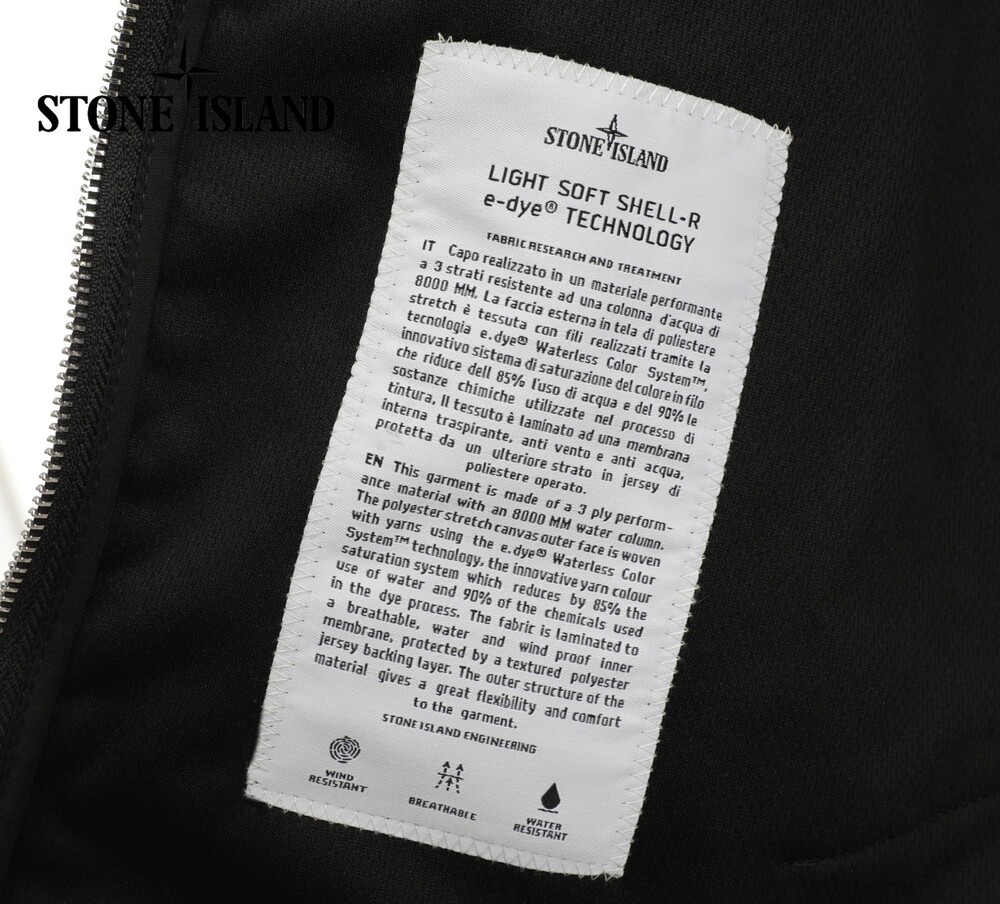 STONE ISLAND
STONE ISLAND
LIGHT SOFT SHELL-R
e-dye® TECHNOLOGY
FABRIC RESEARCH AND TREATMENT
IT Capo realizzato in un materiale performante
a 3 strati resistente ad una colonna d'acqua di
8000 MM. La faccia esterna in tela di poliestere
stretch è tessuta con fili realizzati tramite la
tecnologia e.dye® Waterless Color System™,
innovativo sistema di saturazione del colore in filo
che riduce dell 85% l'uso di acqua e del 90% le
sostanze chimiche utilizzate nel processo di
tintura. Il tessuto è laminato ad una membrana
interna traspirante, anti vento e anti acqua,
protetta da un ulteriore strato in jersey di
poliestere operato.
EN This garment is made of a 3 ply perform-
ance material with an 8000 MM water column.
The polyester stretch canvas outer face is woven
with yarns using the e.dye® Waterless Color
System™ technology, the innovative yarn colour
saturation system which reduces by 85% the
use of water and 90% of the chemicals used
in the dye process. The fabric is laminated to
a breathable, water and wind proof inner
membrane, protected by a textured polyester
jersey backing layer. The outer structure of the
material gives a great flexibility and comfort
to the garment.
STONE ISLAND ENGINEERING
WIND
RESISTANT
BREATHABLE
WATER
RESISTANT